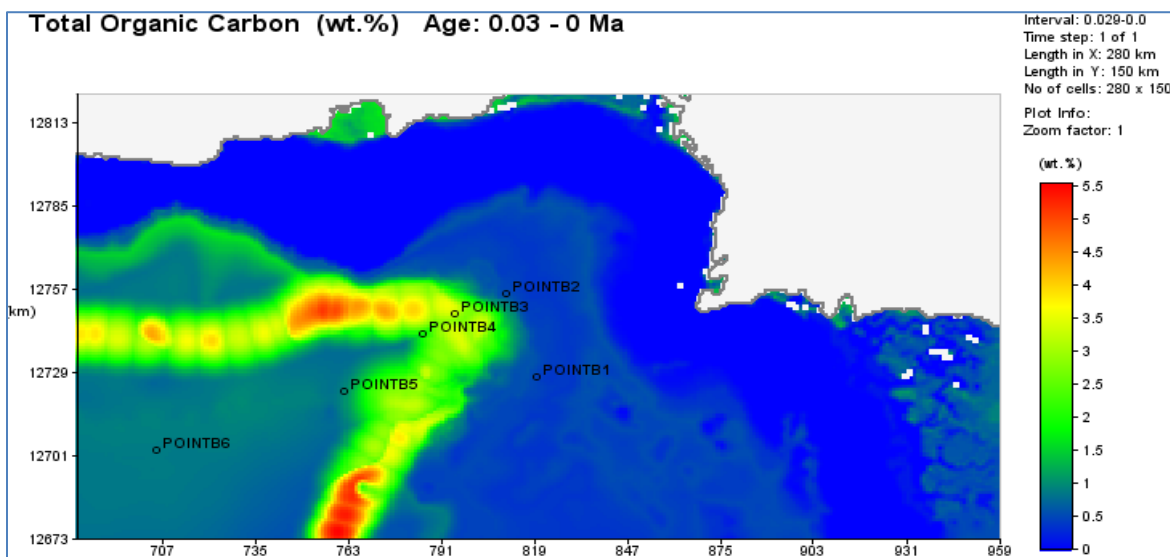 Total Organic Carbon (wt.%) Age: 0.03 - 0 Ma
Interval: 0.029-0.0
Time step: 1 of 1
Length in X: 280 km
Length in Y: 150 km
No of cells: 280 x 150
Plot Info:
Zoom factor: 1
(wt.%)
5.5
5
4.5
4
3.5
3
2.5
2
1.5
1
0.5
0
12813
12785
12757
km)
12729
12701
12673
POINTB2
POINTB3
POINTB4
POINTB1
POINTB5
POINTB6
707 735 763 791 819 847 875 903 931 959